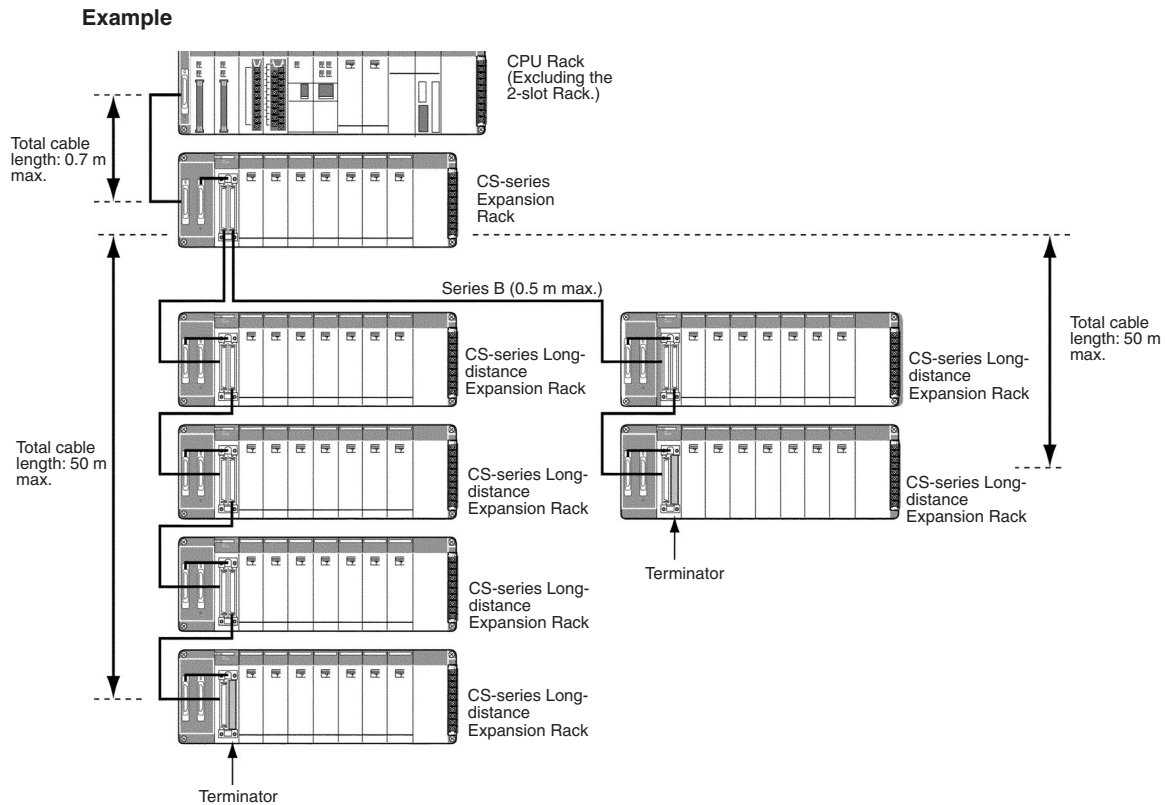 Example
CPU Rack
(Excluding the
2-slot Rack.)
Total cable
length: 0.7 m
max.
CS-series
Expansion
Rack
Series B (0.5 m max.)
CS-series Long-
distance
Expansion Rack
CS-series Long-
distance
Expansion Rack
Total cable
length: 50 m
max.
Total cable
length: 50 m
max.
CS-series Long-
distance
Expansion Rack
CS-series Long-
distance
Expansion Rack
Terminator
CS-series Long-
distance
Expansion Rack
CS-series Long-
distance
Expansion Rack
Terminator